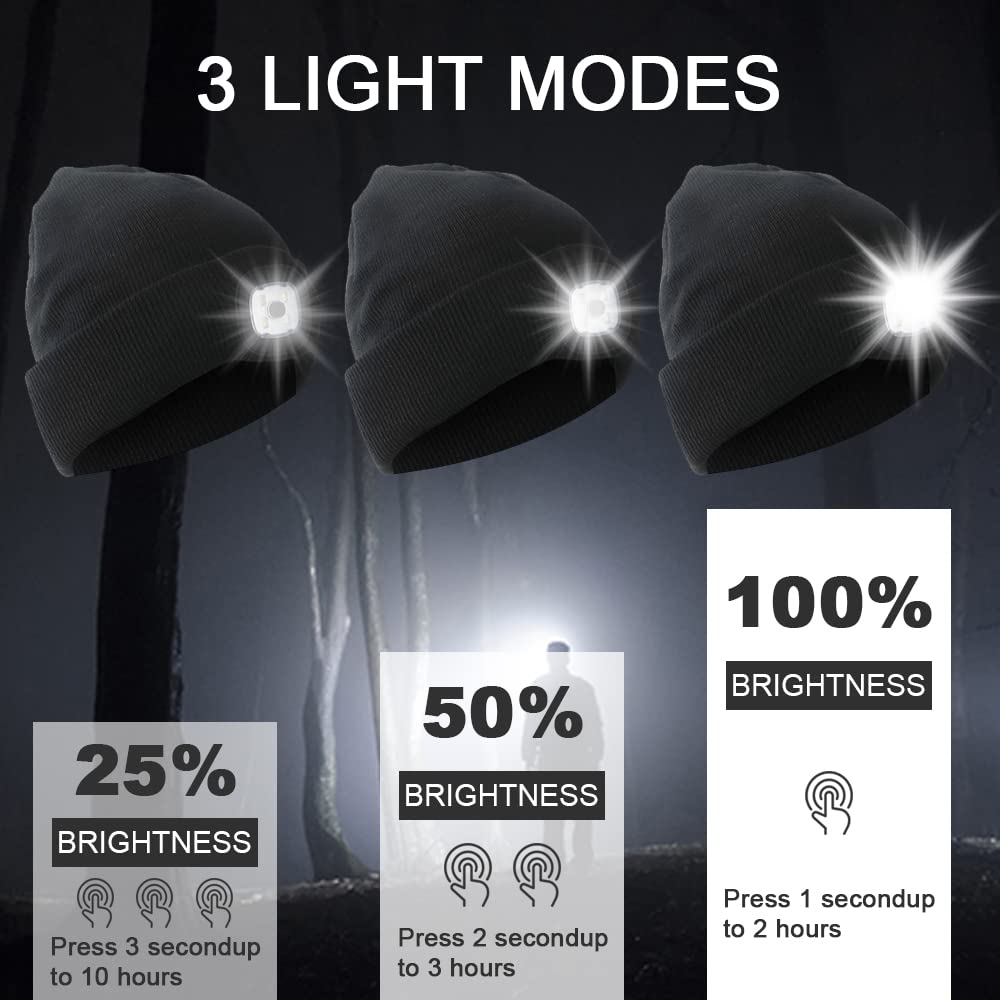 3 LIGHT MODES
25%
BRIGHTNESS
Press 3 secondup
to 10 hours
50%
BRIGHTNESS
Press 2 secondup
to 3 hours
100%
BRIGHTNESS
Press 1 secondup
to 2 hours